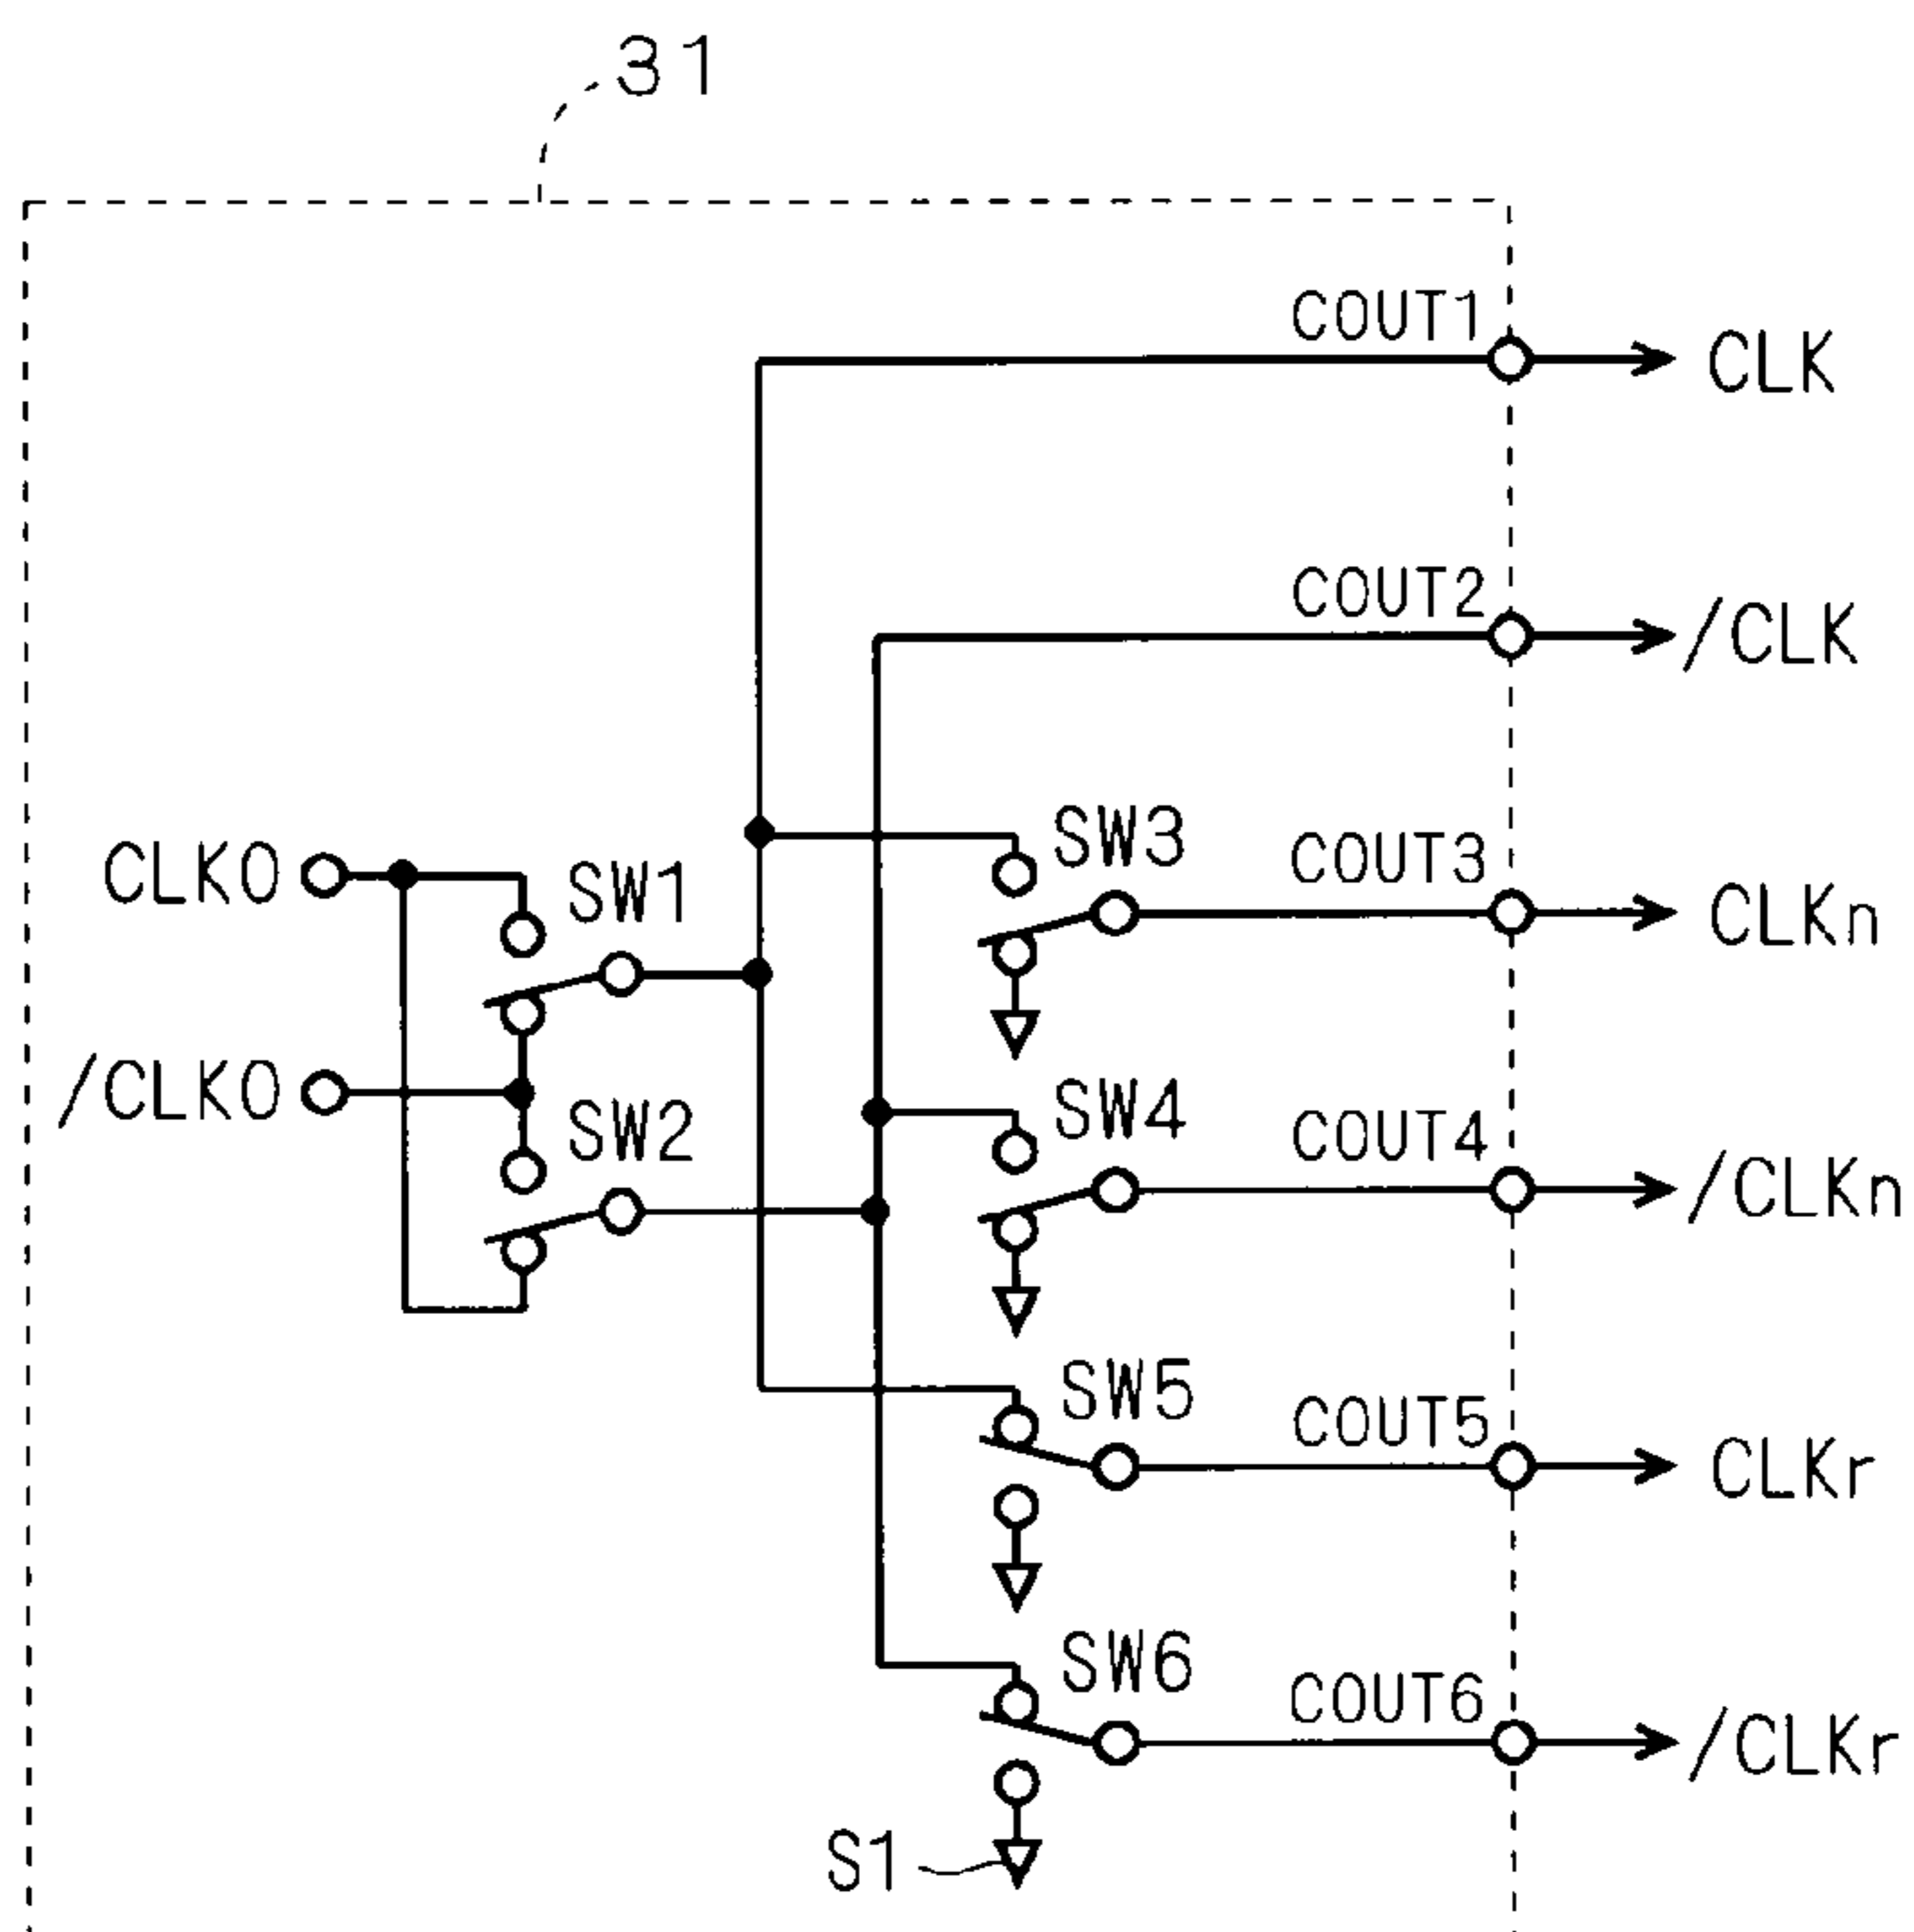 31
COUT1
CLK
COUT2
/CLK
SW3
COUT3
CLKn
CLK0
SW1
/CLK0
SW2
SW4
COUT4
/CLKn
SW5
COUT5
CLKr
SW6
COUT6
/CLKr
S1